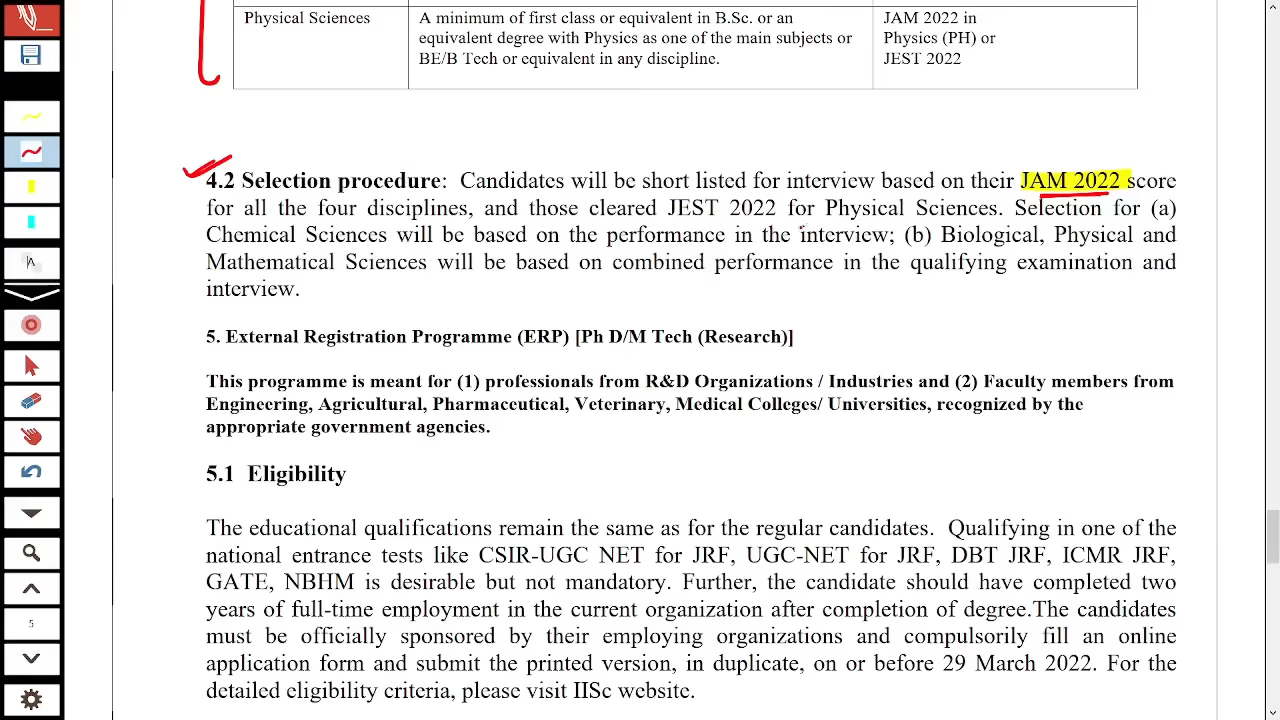 Physical Sciences
A minimum of first class or equivalent in B.Sc. or an
equivalent degree with Physics as one of the main subjects or
BE/B Tech or equivalent in any discipline.
JAM 2022 in
Physics (PH) or
JEST 2022
4.2 Selection procedure: Candidates will be short listed for interview based on their JAM 2022 score
for all the four disciplines, and those cleared JEST 2022 for Physical Sciences. Selection for (a)
Chemical Sciences will be based on the performance in the interview; (b) Biological, Physical and
Mathematical Sciences will be based on combined performance in the qualifying examination and
interview.
5. External Registration Programme (ERP) [Ph D/M Tech (Research)]
This programme is meant for (1) professionals from R&D Organizations / Industries and (2) Faculty members from
Engineering, Agricultural, Pharmaceutical, Veterinary, Medical Colleges/ Universities, recognized by the
appropriate government agencies.
5.1 Eligibility
The educational qualifications remain the same as for the regular candidates. Qualifying in one of the
national entrance tests like CSIR-UGC NET for JRF, UGC-NET for JRF, DBT JRF, ICMR JRF,
GATE, NBHM is desirable but not mandatory. Further, the candidate should have completed two
years of full-time employment in the current organization after completion of degree.The candidates
must be officially sponsored by their employing organizations and compulsorily fill an online
application form and submit the printed version, in duplicate, on or before 29 March 2022. For the
detailed eligibility criteria, please visit IISc website.
5